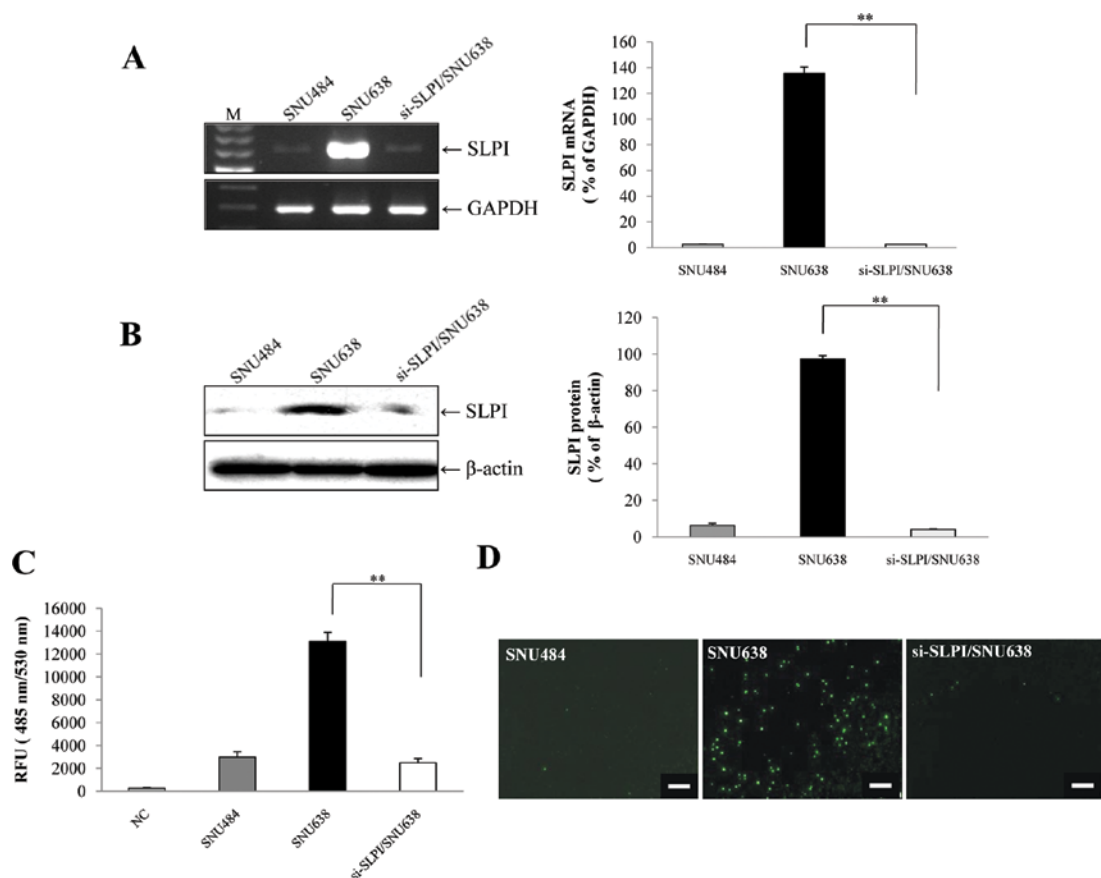 A
M
SNU484
SNU638
si-SLPI/SNU638
← SLPI
← GAPDH
SLPI mRNA
( % of GAPDH)
160
140
120
100
80
60
40
20
0
**
SNU484
SNU638
si-SLPI/SNU638
B
SNU484
SNU638
si-SLPI/SNU638
← SLPI
← β-actin
SLPI protein
( % of β-actin)
120
100
80
60
40
20
0
**
SNU484
SNU638
si-SLPI/SNU638
C
RFU ( 485 nm/530 nm)
16000
14000
12000
10000
8000
6000
4000
2000
0
**
NC
SNU484
SNU638
si-SLPI/SNU638
D
SNU484
SNU638
si-SLPI/SNU638